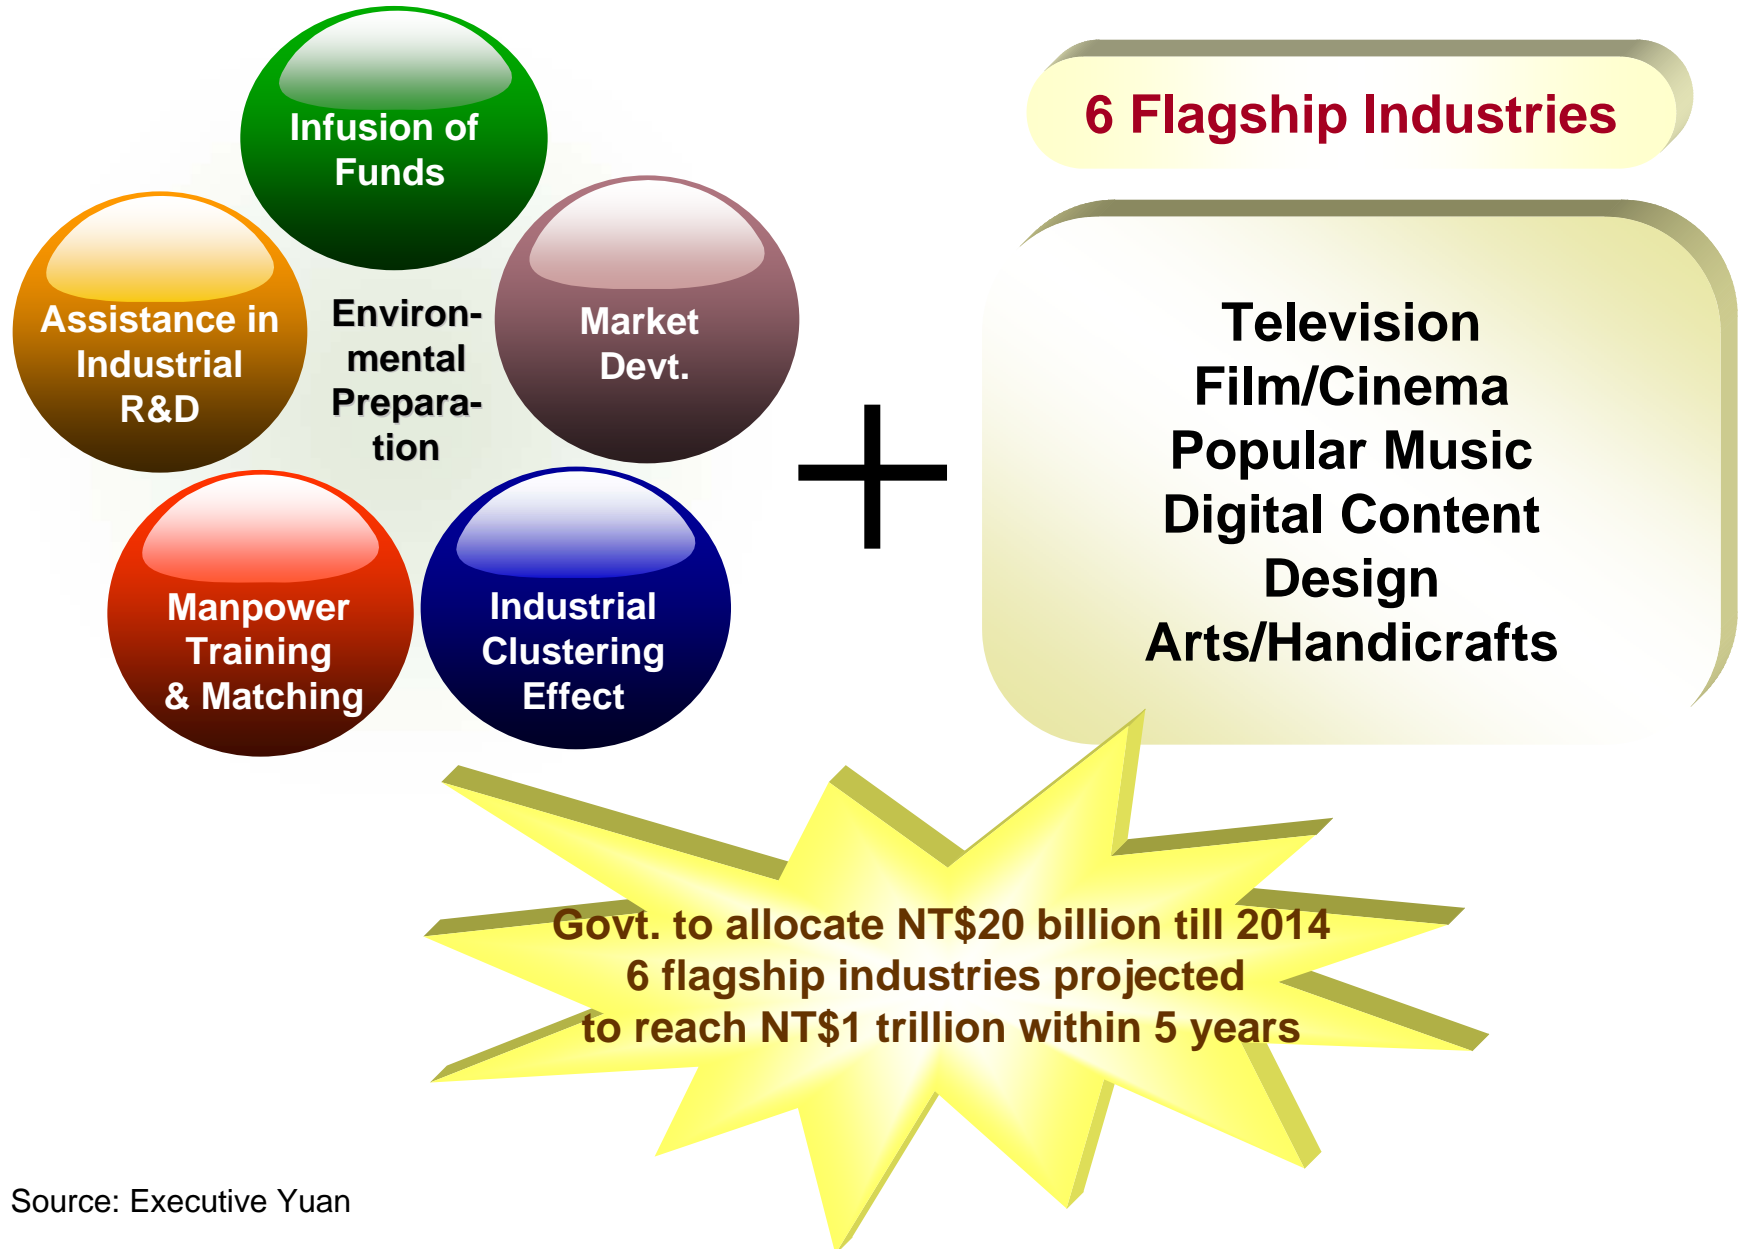 Infusion of
Funds
Assistance in
Industrial
R&D
Environ-
mental
Prepara-
tion
Market
Devt.
Manpower
Training
& Matching
Industrial
Clustering
Effect
6 Flagship Industries
Television
Film/Cinema
Popular Music
Digital Content
Design
Arts/Handicrafts
Govt. to allocate NT$20 billion till 2014
6 flagship industries projected
to reach NT$1 trillion within 5 years
Source: Executive Yuan